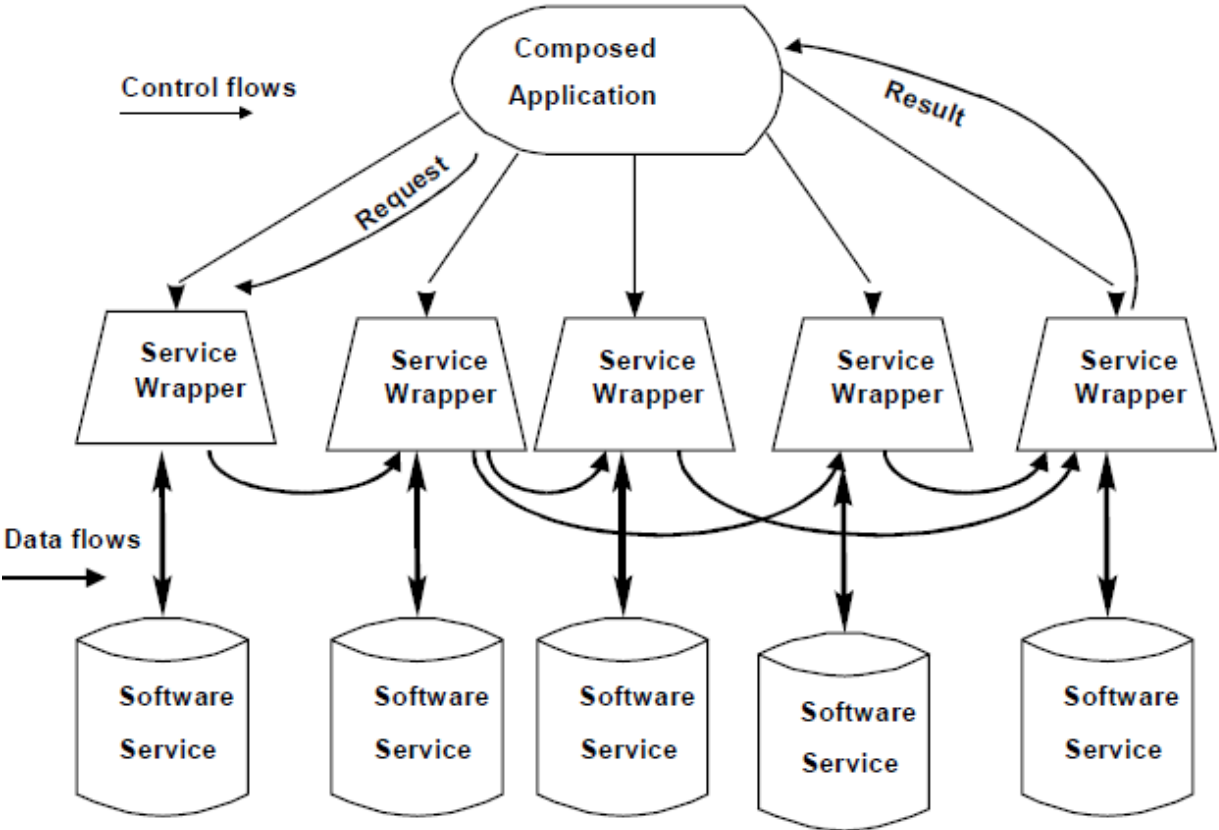 Composed
Application
Control flows
Result
Request
Service
Wrapper
Service
Wrapper
Service
Wrapper
Service
Wrapper
Service
Wrapper
Data flows
Software
Service
Software
Service
Software
Service
Software
Service
Software
Service